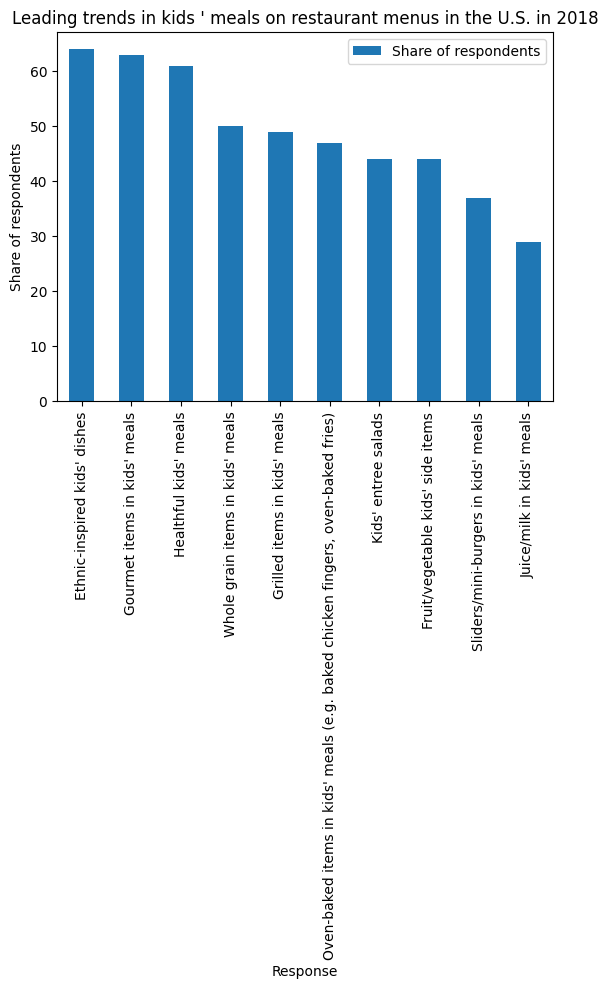 Leading trends in kids ' meals on restaurant menus in the U.S. in 2018
Share of respondents
Share of respondents
60
50
40
30
20
10
0
Ethnic-inspired kids' dishes
Gourmet items in kids' meals
Healthful kids' meals
Whole grain items in kids' meals
Grilled items in kids' meals
Oven-baked items in kids' meals (e.g. baked chicken fingers, oven-baked fries)
Kids' entree salads
Fruit/vegetable kids' side items
Sliders/mini-burgers in kids' meals
Juice/milk in kids' meals
Response